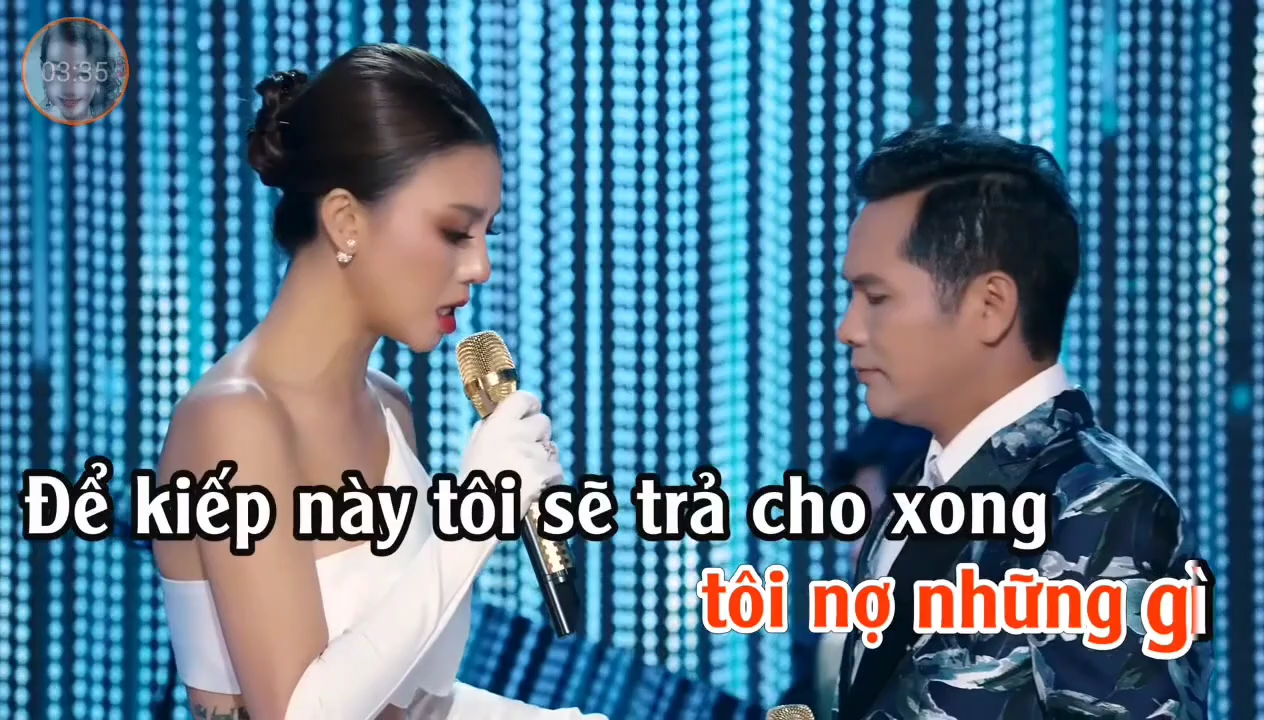 03:35
Để kiếp này tôi sẽ trả cho xong
tôi nợ những gì